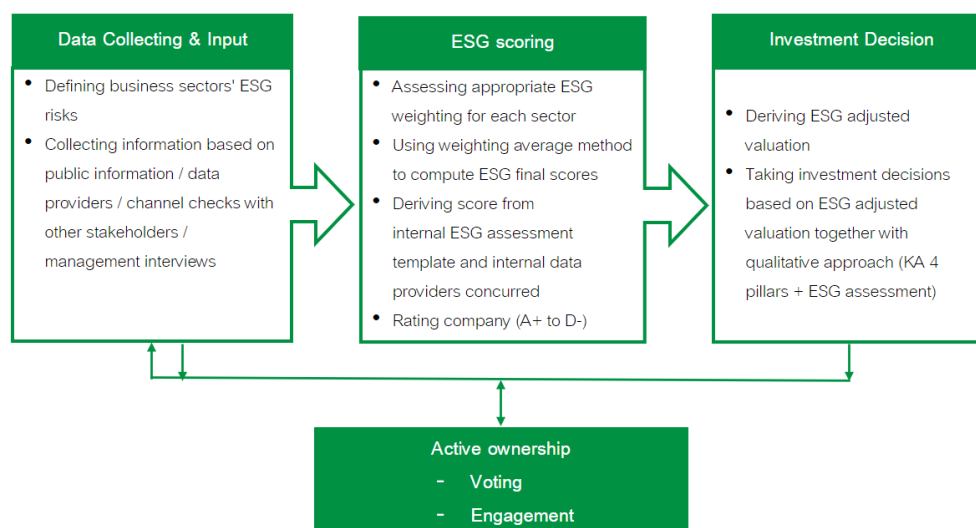 Data Collecting & Input
• Defining business sectors' ESG
risks
• Collecting information based on
public information / data
providers / channel checks with
other stakeholders /
management interviews
ESG scoring
• Assessing appropriate ESG
weighting for each sector
• Using weighting average method
to compute ESG final scores
• Deriving score from
internal ESG assessment
template and internal data
providers concurred
• Rating company (A+ to D-)
Investment Decision
• Deriving ESG adjusted
valuation
• Taking investment decisions
based on ESG adjusted
valuation together with
qualitative approach (KA 4
pillars + ESG assessment)
Active ownership
- Voting
- Engagement